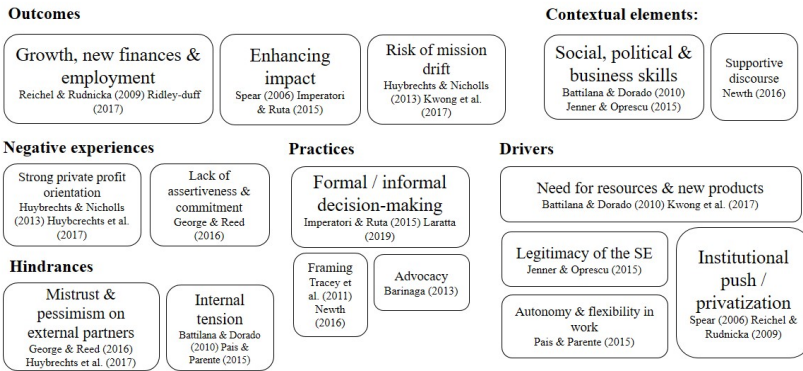 Outcomes
Growth, new finances &
employment
Reichel & Rudnicka (2009) Ridley-duff
(2017)
Enhancing
impact
Spear (2006) Imperatori
& Ruta (2015)
Risk of mission
drift
Huybrechts & Nicholls
(2013) Kwong et al.
(2017)
Contextual elements:
Social, political &
business skills
Battilana & Dorado (2010)
Jenner & Oprescu (2015)
Supportive
discourse
Newth (2016)
Negative experiences
Strong private profit
orientation
Huybrechts & Nicholls
(2013) Huybcrechts et al.
(2017)
Lack of
assertiveness &
commitment
George & Reed
(2016)
Hindrances
Mistrust &
pessimism on
external partners
George & Reed (2016)
Huybrechts et al. (2017)
Internal
tension
Battilana & Dorado
(2010) Pais &
Parente (2015)
Practices
Formal / informal
decision-making
Imperatori & Ruta (2015) Laratta
(2019)
Framing
Tracey et
al. (2011)
Newth
(2016)
Advocacy
Barinaga (2013)
Drivers
Need for resources & new products
Battilana & Dorado (2010) Kwong et al. (2017)
Legitimacy of the SE
Jenner & Oprescu (2015)
Autonomy & flexibility in
work
Pais & Parente (2015)
Institutional
push /
privatization
Spear (2006) Reichel &
Rudnicka (2009)